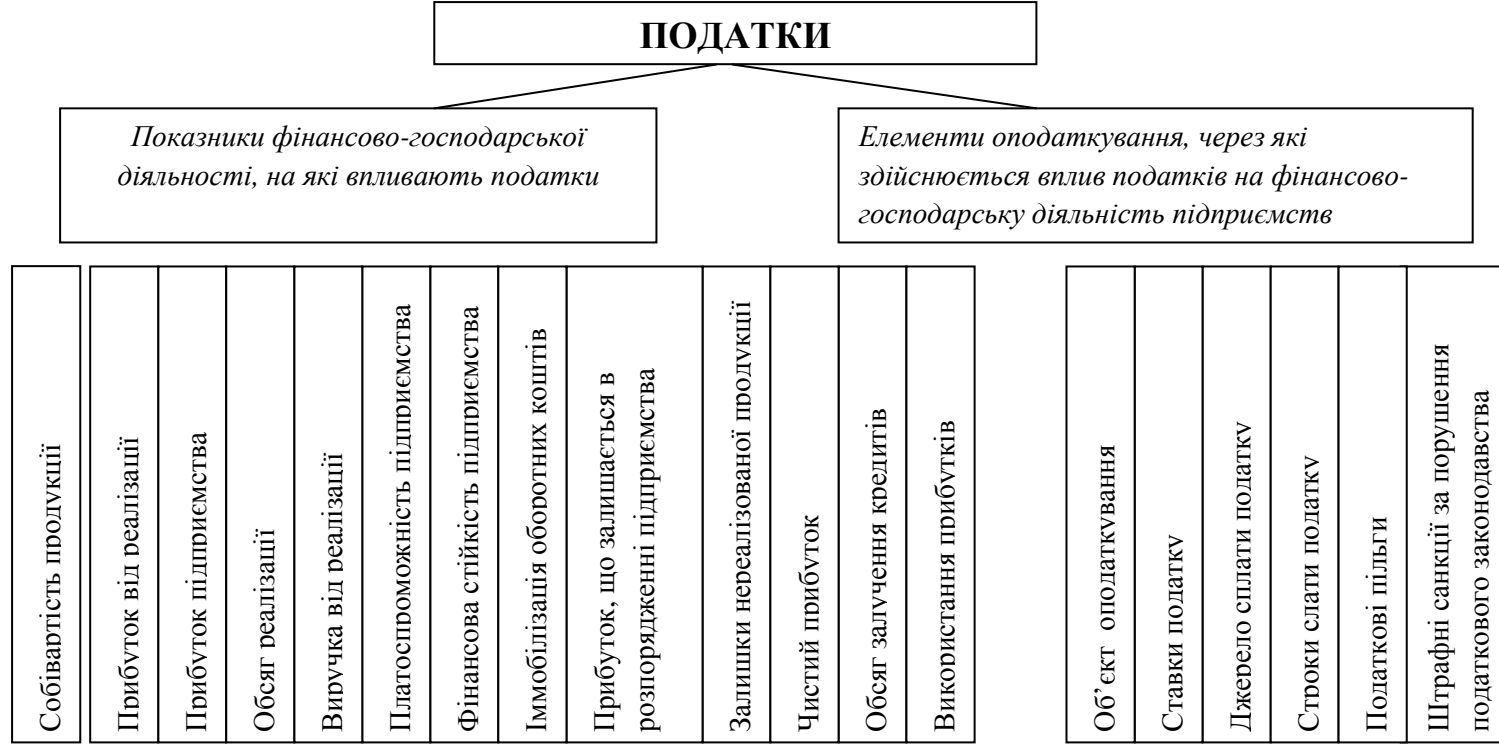 ПОДАТКИ
Показники фінансово-господарської
діяльності, на які впливають податки
Елементи оподаткування, через які
здійснюється вплив податків на фінансово-
господарську діяльність підприємств
Собівартість продукції
Прибуток від реалізації
Прибуток підприємства
Обсяг реалізації
Виручка від реалізації
Платоспроможність підприємства
Фінансова стійкість підприємства
Іммобілізація оборотних коштів
Прибуток, що залишається в
розпорядженні підприємства
Залишки нереалізованої продукції
Чистий прибуток
Обсяг залучення кредитів
Використання прибутків
Об’єкт оподаткування
Ставки податку
Джерело сплати податку
Строки слати податку
Податкові пільги
Штрафні санкції за порушення
податкового законодавства